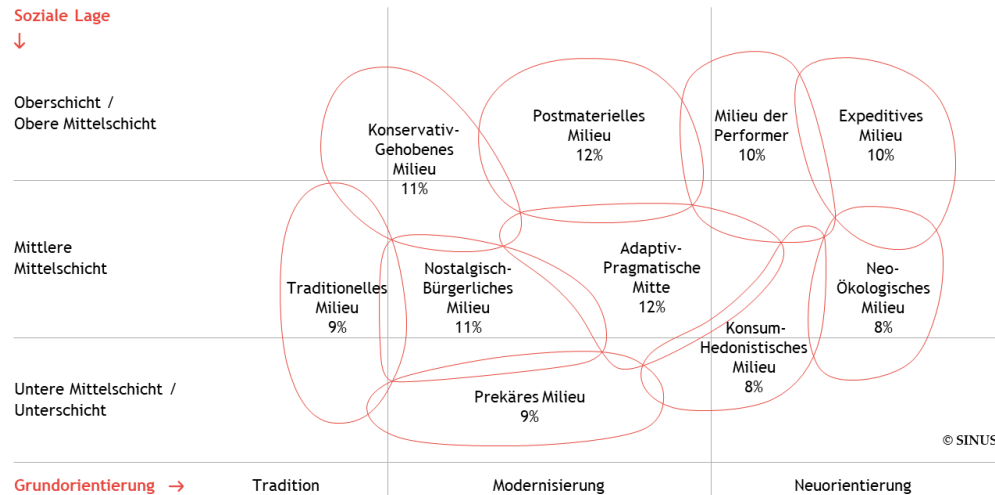 Soziale Lage
↓
Oberschicht /
Obere Mittelschicht
Konservativ-
Gehobenes
Milieu
11%
Postmaterielles
Milieu
12%
Milieu der
Performer
10%
Expeditives
Milieu
10%
Mittlere
Mittelschicht
Traditionelles
Milieu
9%
Nostalgisch-
Bürgerliches
Milieu
11%
Adaptiv-
Pragmatische
Mitte
12%
Konsum-
Hedonistisches
Milieu
8%
Neo-
Ökologisches
Milieu
8%
Untere Mittelschicht /
Unterschicht
Prekäres Milieu
9%
© SINUS
Grundorientierung →
Tradition
Modernisierung
Neuorientierung